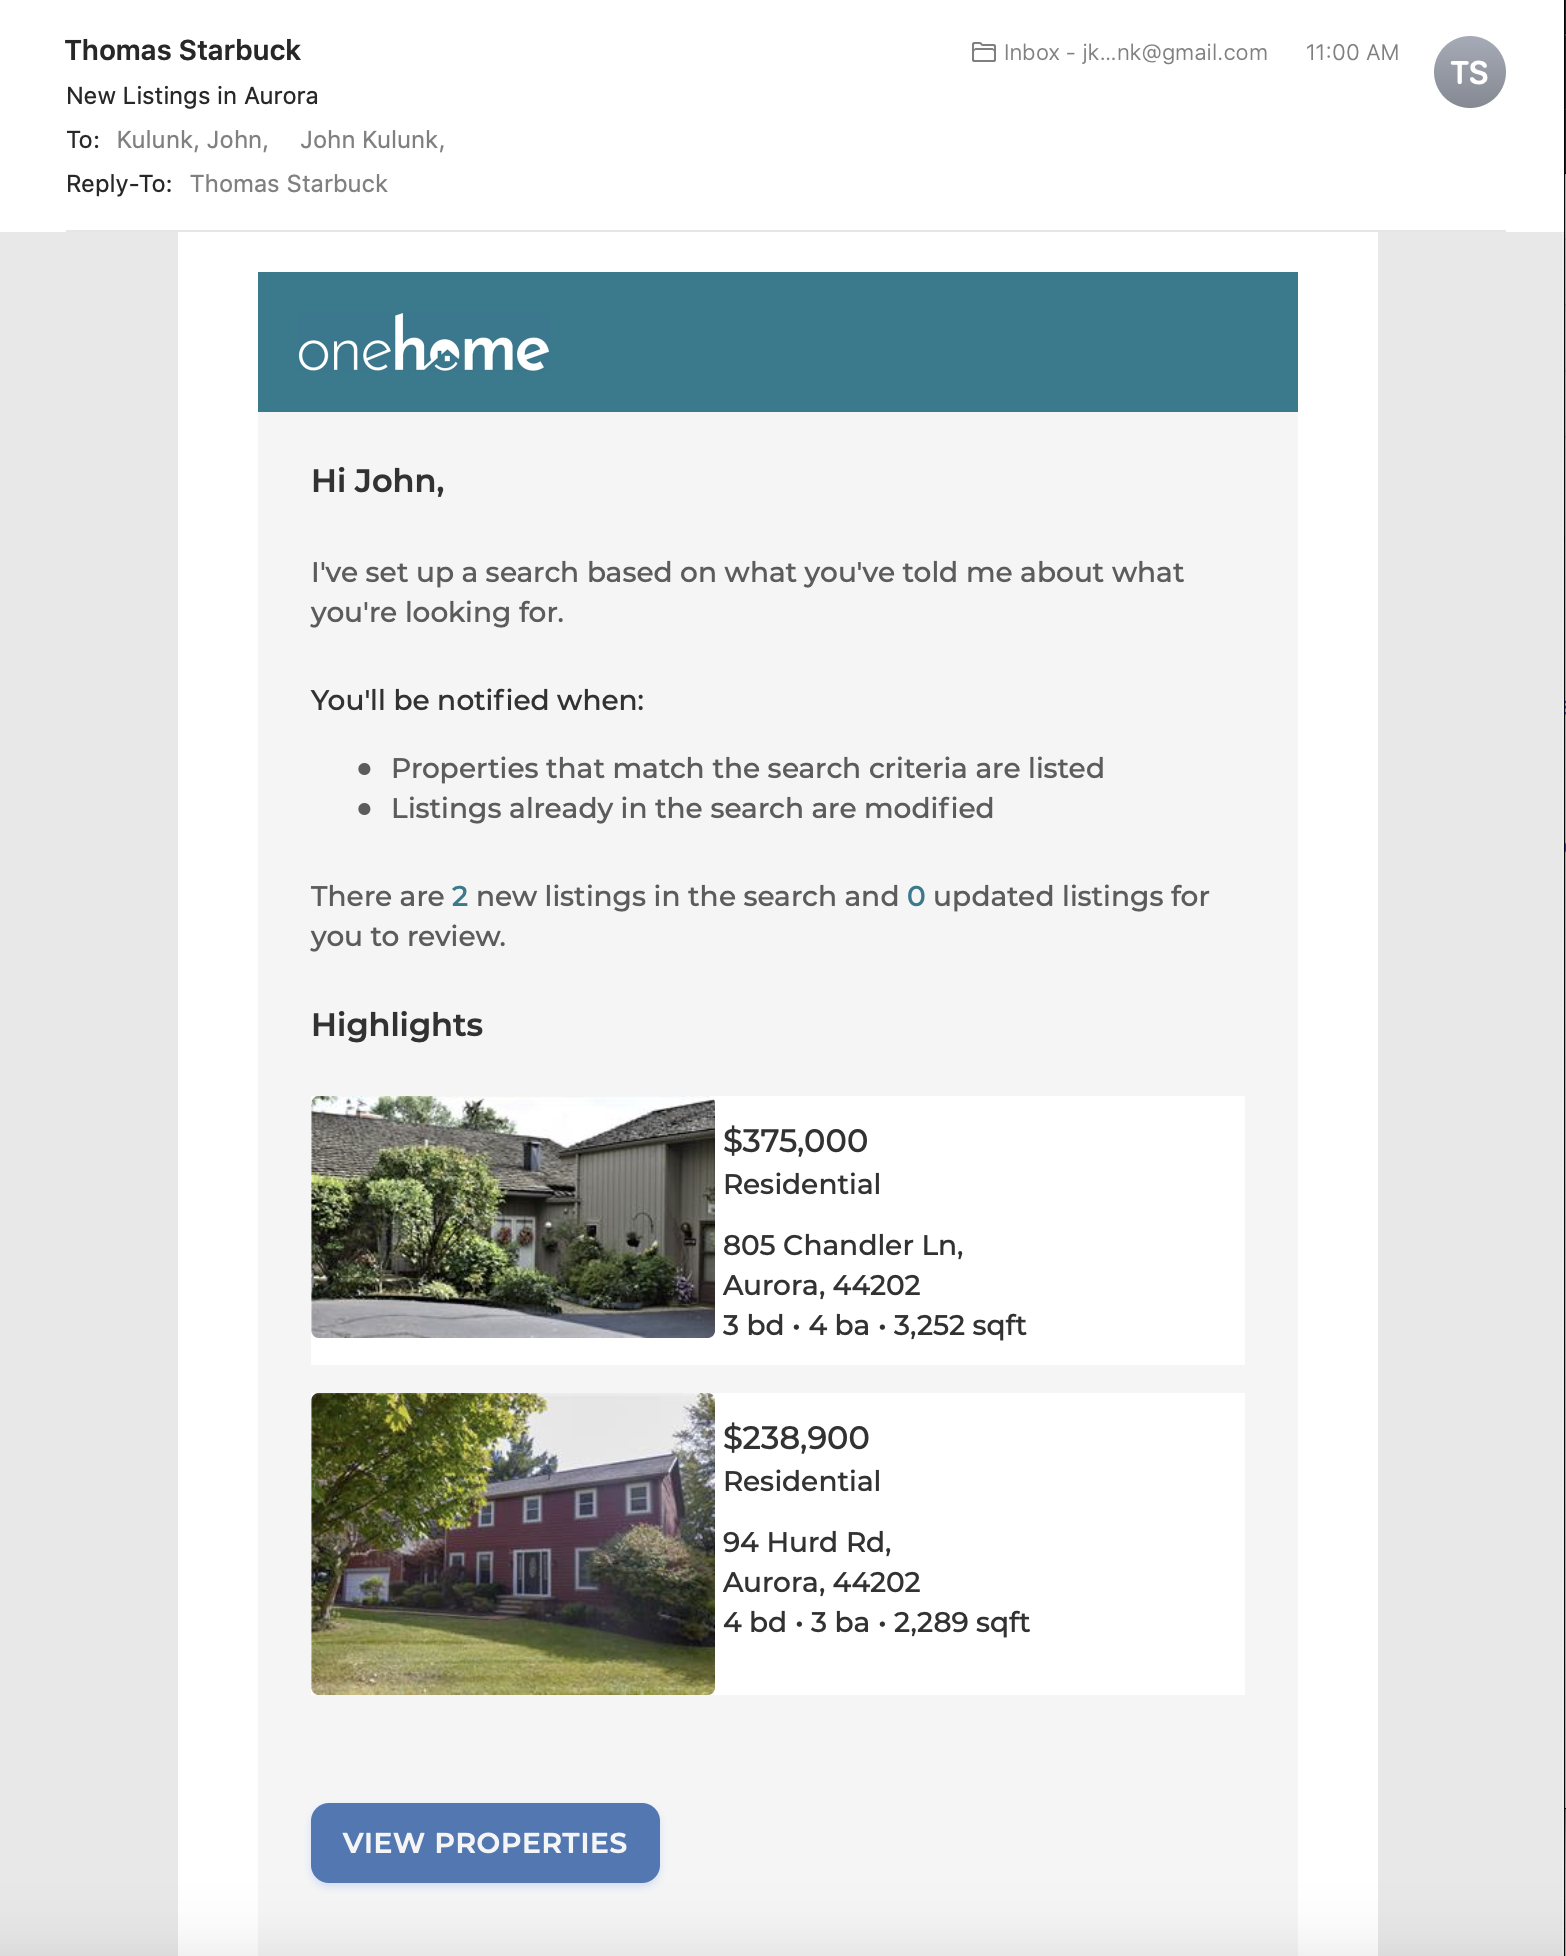 Thomas Starbuck
Inbox - jk...nk@gmail.com
11:00 AM
TS
New Listings in Aurora
To: Kulunk, John, John Kulunk,
Reply-To: Thomas Starbuck
onehome
Hi John,
I've set up a search based on what you've told me about what
you're looking for.
You'll be notified when:
● Properties that match the search criteria are listed
● Listings already in the search are modified
There are 2 new listings in the search and 0 updated listings for
you to review.
Highlights
$375,000
Residential
805 Chandler Ln,
Aurora, 44202
3 bd • 4 ba • 3,252 sqft
$238,900
Residential
94 Hurd Rd,
Aurora, 44202
4 bd • 3 ba • 2,289 sqft
VIEW PROPERTIES